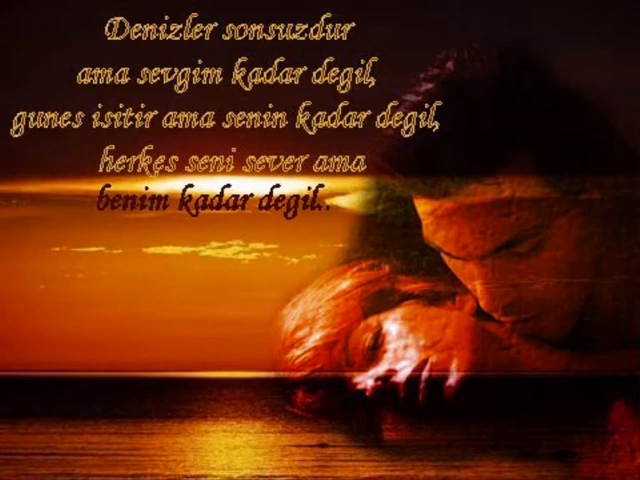 Denizler sonsuzdur
ama sevgim kadar degil,
gunes isitir ama senin kadar degil,
herkes seni sever ama
benim kadar degil..